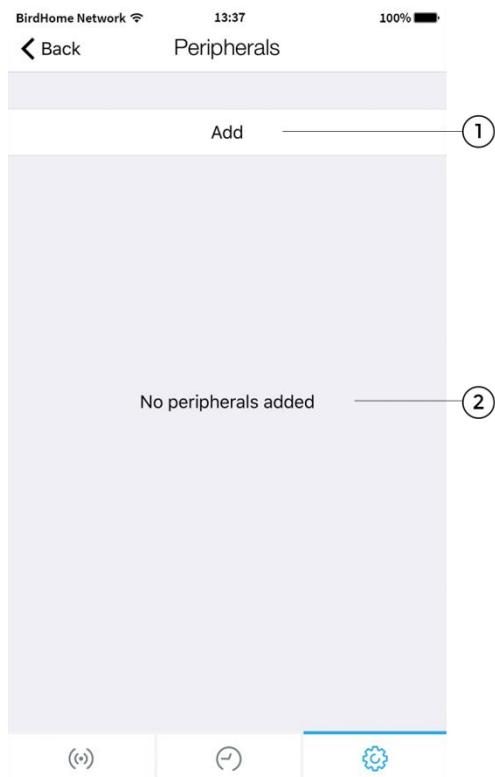 BirdHome Network 13:37 100%
Back Peripherals
Add 1
No peripherals added 2